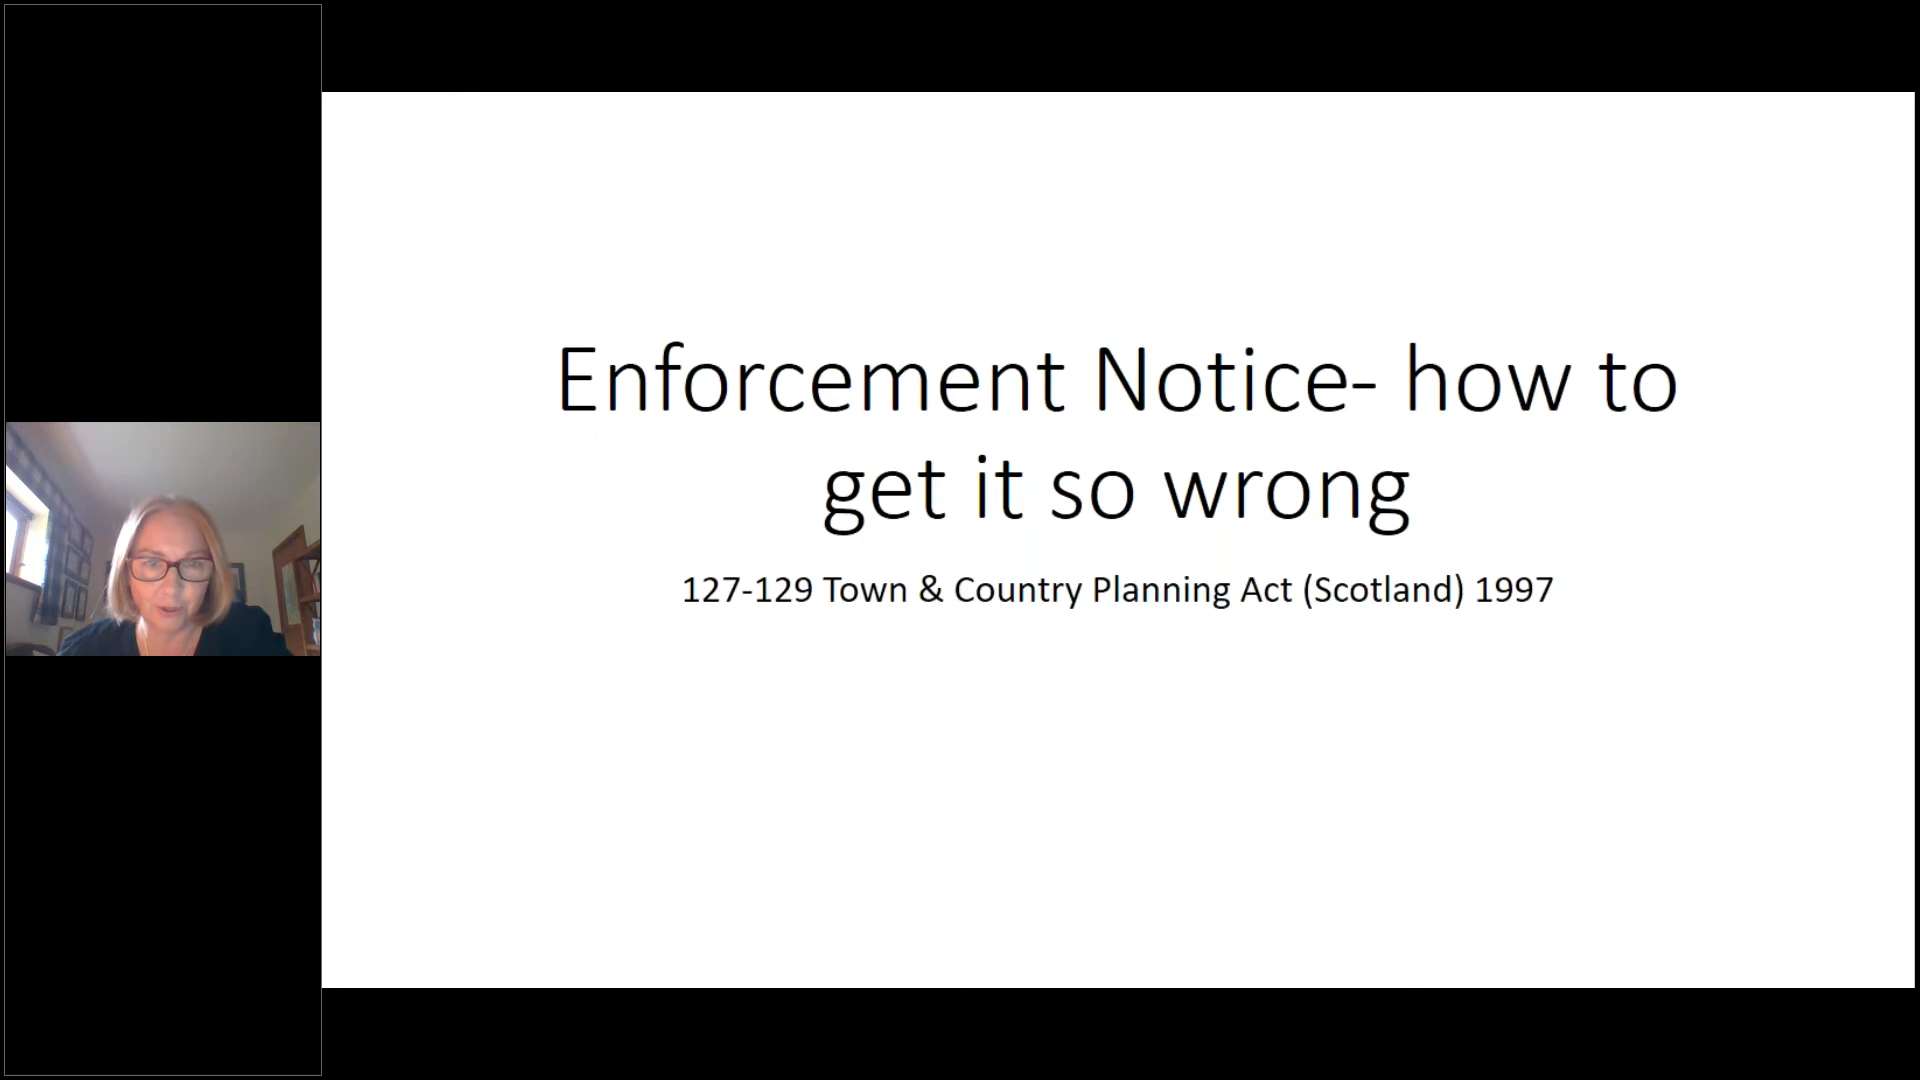 Enforcement Notice- how to
get it so wrong
127-129 Town & Country Planning Act (Scotland) 1997